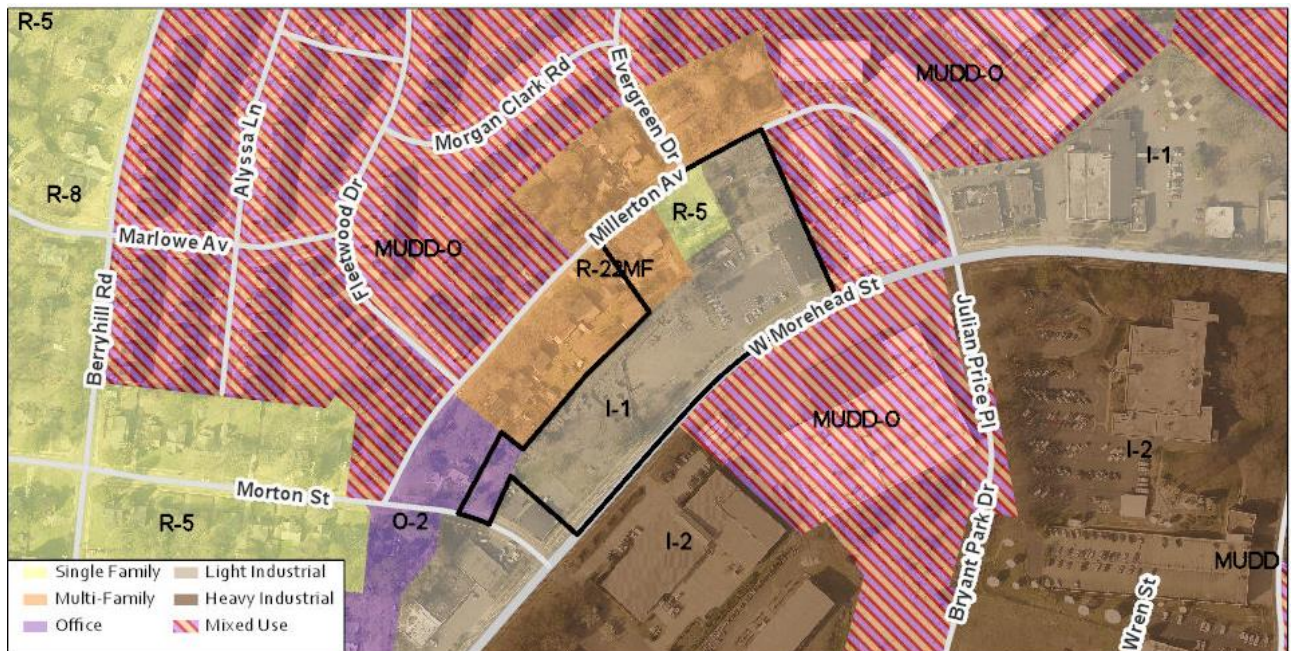 R-5
Evergreen Dr
MUDD-O
Morgan Clark Rd
Alyssa Ln
I-1
R-8
Millerton Av
R-5
Marlowe Av
Fleetwood Dr
MUDD-O
R-22MF
Berryhill Rd
W Morehead St
Julian Price Pl
I-1
MUDD-O
I-2
Morton St
R-5
O-2
I-2
Bryant Park Dr
MUDD
Wren St
Single Family
Light Industrial
Multi-Family
Heavy Industrial
Office
Mixed Use